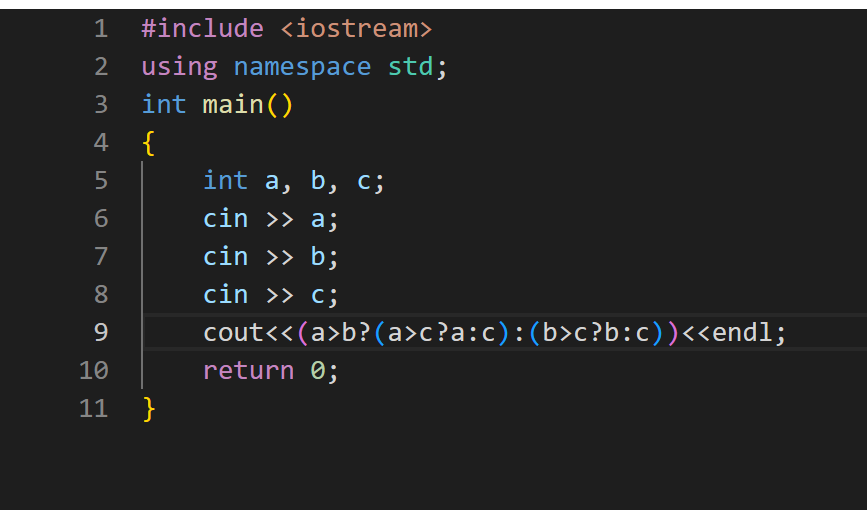 1 #include <iostream>
2 using namespace std;
3 int main()
4 {
5     int a, b, c;
6     cin >> a;
7     cin >> b;
8     cin >> c;
9     cout<<(a>b?(a>c?a:c):(b>c?b:c))<<endl;
10     return 0;
11 }